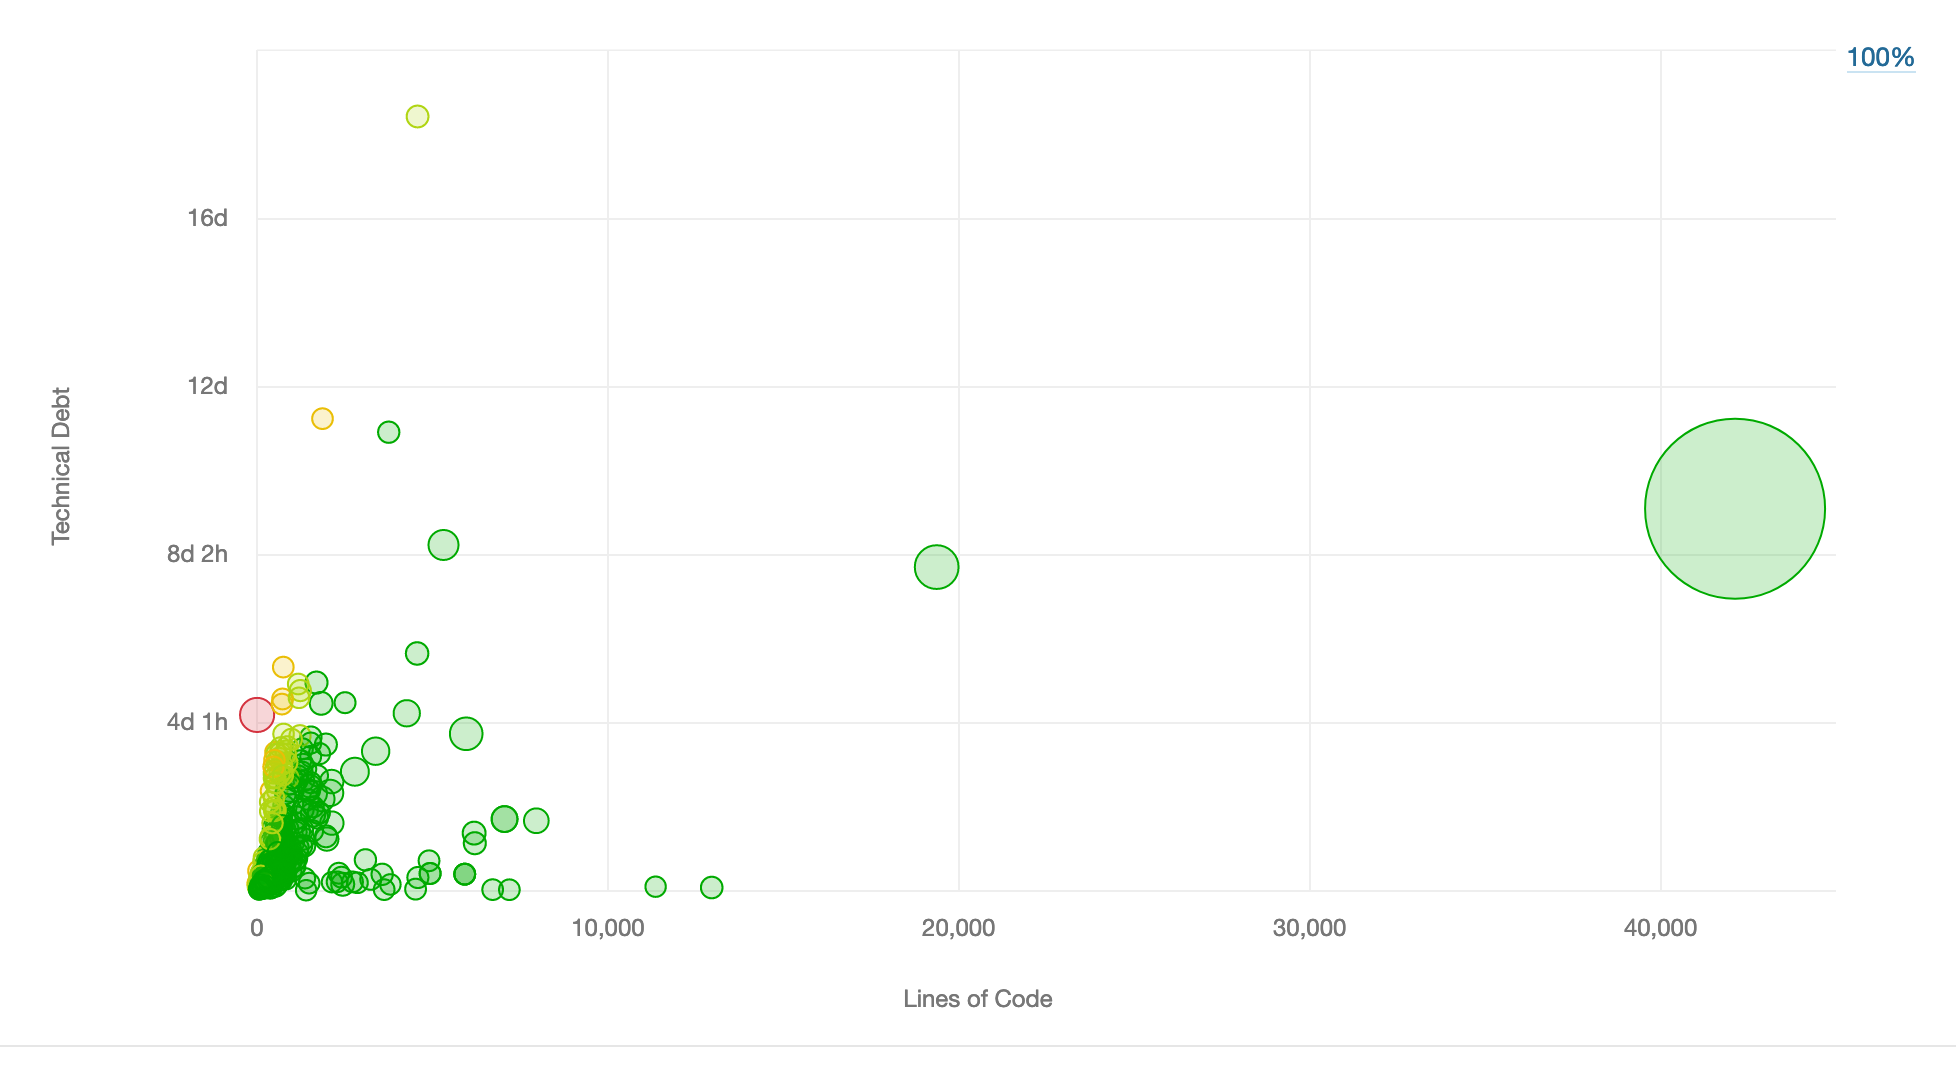 100%
16d
12d
Technical Debt
8d 2h
4d 1h
0 10,000 20,000 30,000 40,000
Lines of Code